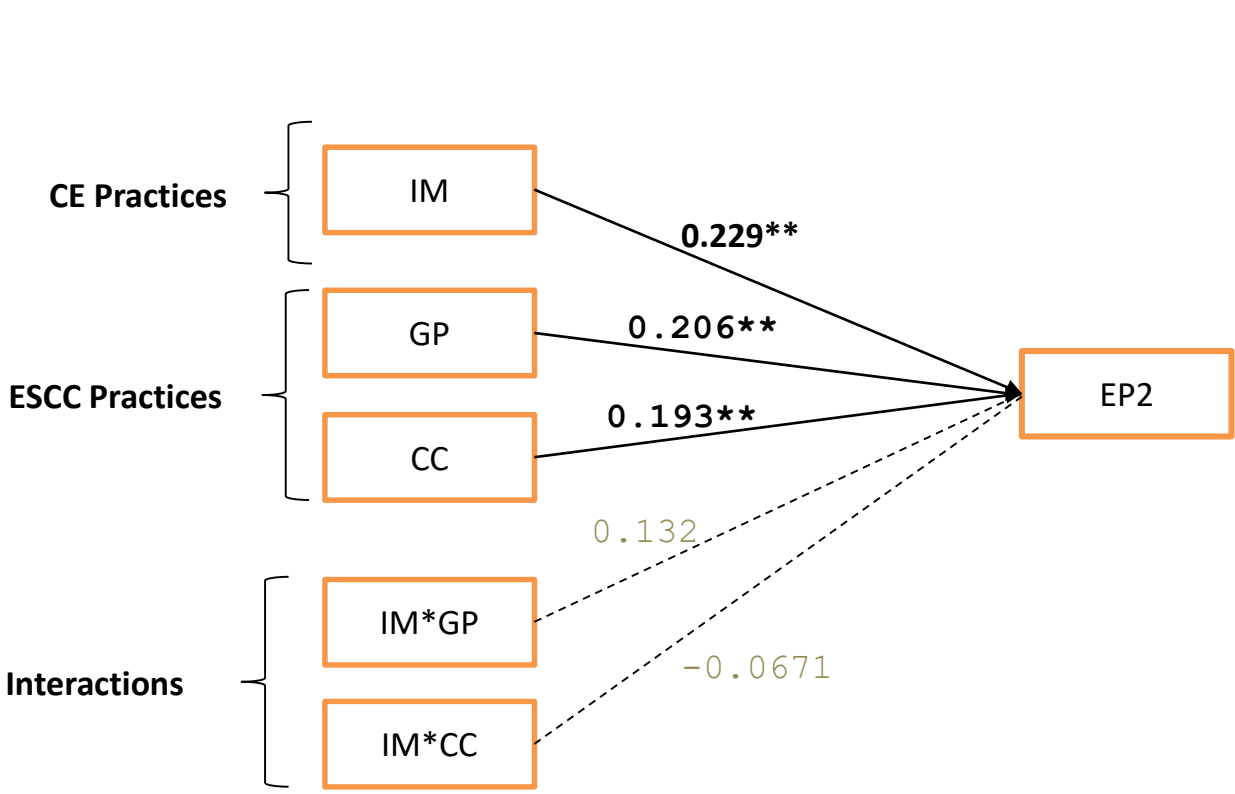 CE Practices
IM
0.229**
GP
0.206**
ESCC Practices
EP2
0.193**
CC
0.132
IM*GP
-0.0671
Interactions
IM*CC